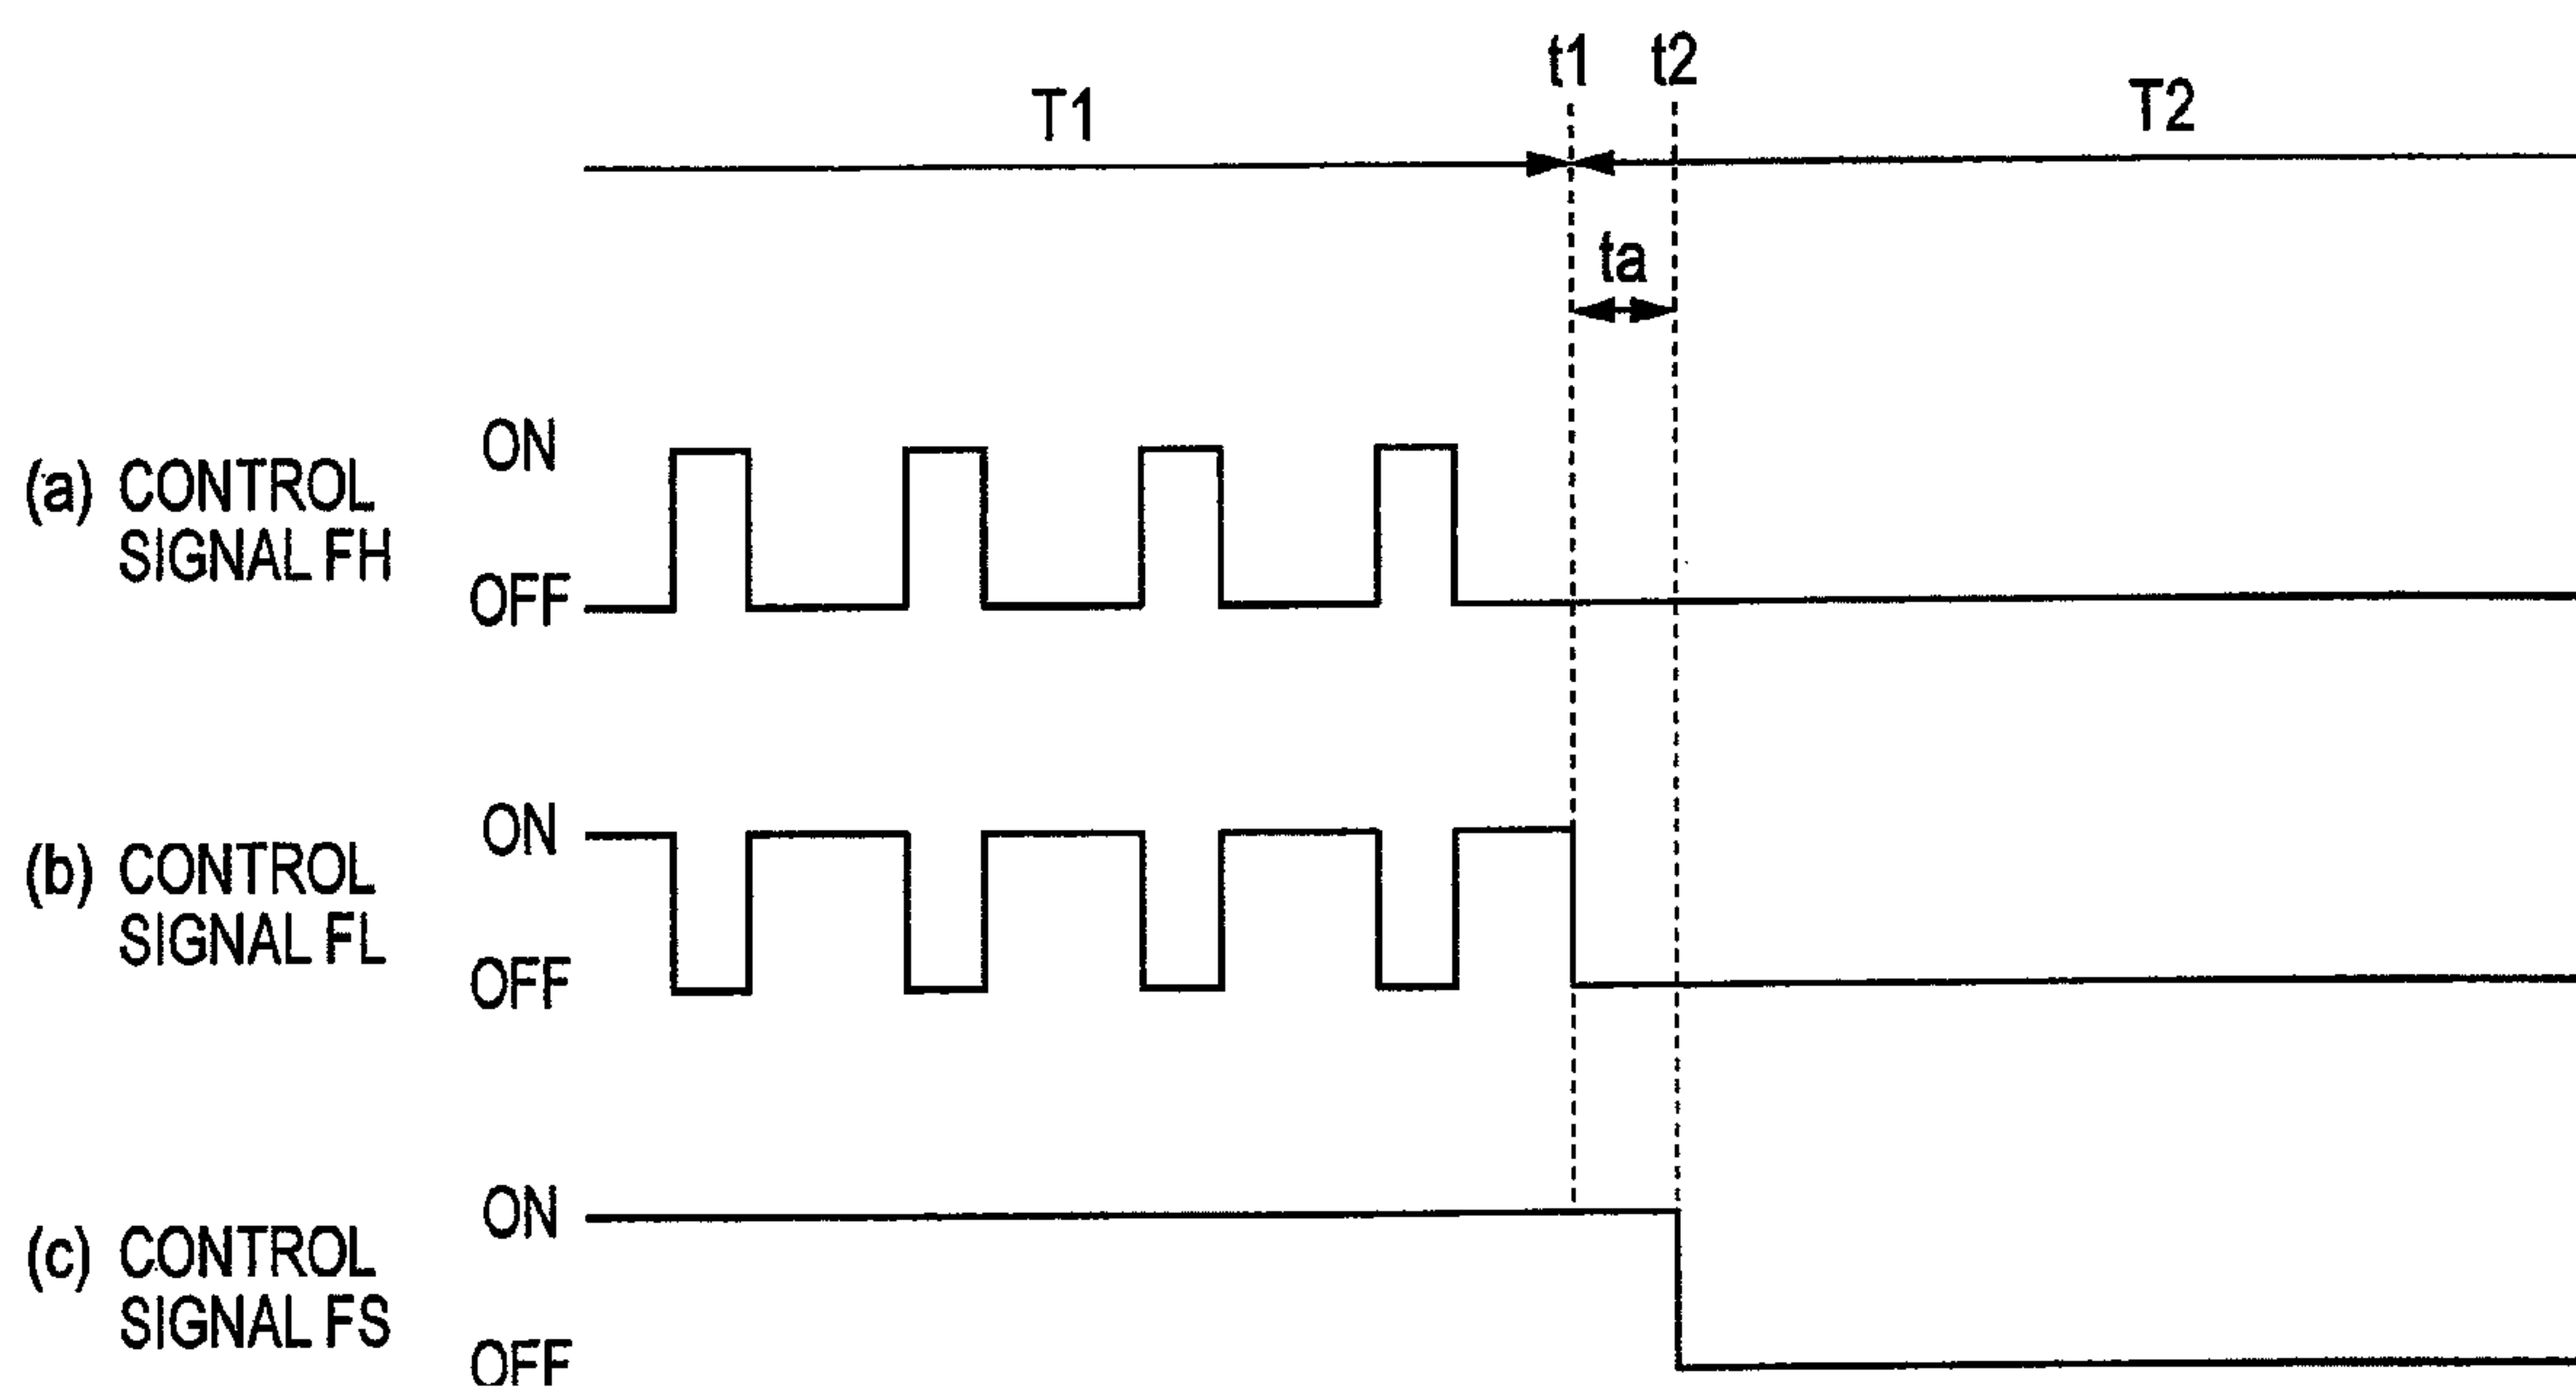 t1 t2
T1 T2
ta
ON
(a) CONTROL
SIGNAL FH
OFF
ON
(b) CONTROL
SIGNAL FL
OFF
ON
(c) CONTROL
SIGNAL FS
OFF